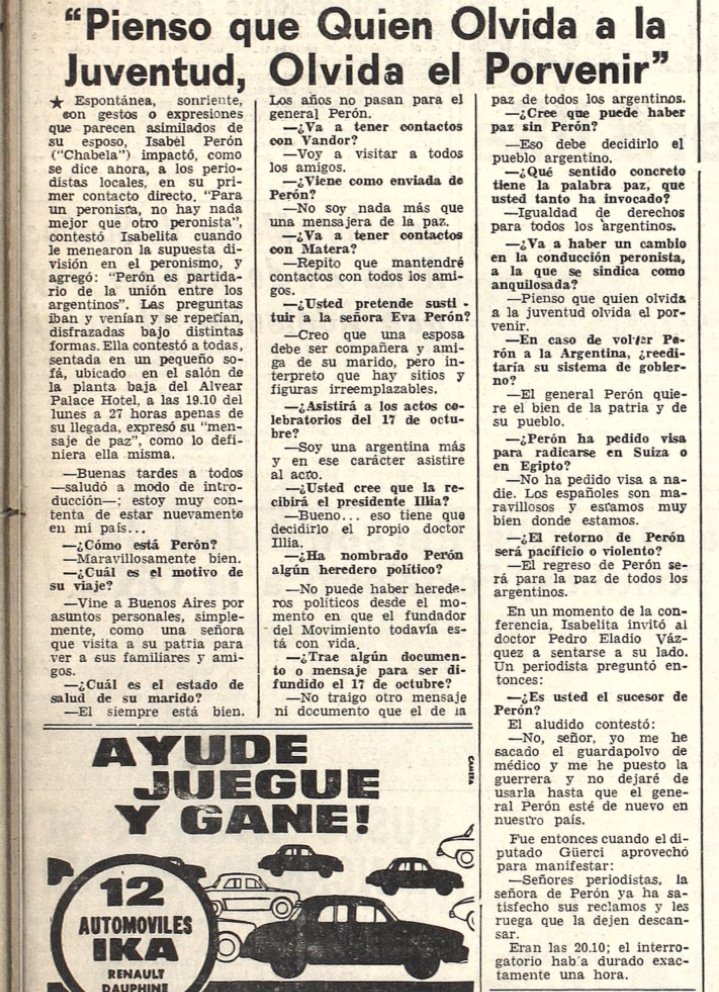 “Pienso que Quien Olvida a la
Juventud, Olvida el Porvenir”
★ Espontánea, sonriente,
con gestos o expresiones
que parecen asimilados de
su esposo, Isabel Perón
(“Chabela”) impactó, como
se dice ahora, a los perio-
distas locales, en su pri-
mer contacto directo. “Para
un peronista, no hay nada
mejor que otro peronista”,
contestó Isabelita cuando
le menearon la supuesta di-
visión en el peronismo, y
agregó: “Perón es partida-
rio de la unión entre los
argentinos”. Las preguntas
iban y venían y se repetían,
disfrazadas bajo distintas
formas. Ella contestó a todas,
sentada en un pequeño so-
fá, ubicado en el salón de
la planta baja del Alvear
Palace Hotel, a las 19.10 del
lunes a 27 horas apenas de
su llegada, expresó su “men-
saje de paz”, como lo defi-
niera ella misma.
—Buenas tardes a todos
—saludó a modo de intro-
ducción—; estoy muy con-
tenta de estar nuevamente
en mi país...
—¿Cómo está Perón?
—Maravillosamente bien.
—¿Cuál es el motivo de
su viaje?
—Vine a Buenos Aires por
asuntos personales, simple-
mente, como una señora
que visita a su patria para
ver a sus familiares y ami-
gos.
—¿Cuál es el estado de
salud de su marido?
—El siempre está bien.
Los años no pasan para el
general Perón.
—¿Va a tener contactos
con Vandor?
—Voy a visitar a todos
los amigos.
—¿Viene como enviada de
Perón?
—No soy nada más que
una mensajera de la paz.
—¿Va a tener contactos
con Matera?
—Repito que mantendré
contactos con todos los ami-
gos.
—¿Usted pretende susti-
tuir a la señora Eva Perón?
—Creo que una esposa
debe ser compañera y ami-
ga de su marido, pero in-
terpreto que hay sitios y
figuras irreemplazables.
—¿Asistirá a los actos ce-
lebratorios del 17 de octu-
bre?
—Soy una argentina más
y en ese carácter asistire
al acto.
—¿Usted cree que la re-
cibirá el presidente Illia?
—Bueno... eso tiene que
decidirlo el propio doctor
Illia.
—¿Ha nombrado Perón
algún heredero político?
—No puede haber herede-
ros políticos desde el mo-
mento en que el fundador
del Movimiento todavía es-
tá con vida.
—¿Trae algún documen-
to o mensaje para ser di-
fundido el 17 de octubre?
—No traigo otro mensaje
ni documento que el de la
paz de todos los argentinos.
—¿Cree que puede haber
paz sin Perón?
—Eso debe decidirlo el
pueblo argentino.
—¿Qué sentido concreto
tiene la palabra paz, que
usted tanto ha invocado?
—Igualdad de derechos
para todos los argentinos.
—¿Va a haber un cambio
en la conducción peronista,
a la que se sindica como
anquilosada?
—Pienso que quien olvida
a la juventud olvida el por-
venir.
—En caso de volver Pe-
rón a la Argentina, ¿reedi-
taría su sistema de gobier-
no?
—El general Perón quie-
re el bien de la patria y de
su pueblo.
—¿Perón ha pedido visa
para radicarse en Suiza o
en Egipto?
—No ha pedido visa a na-
die. Los españoles son ma-
ravillosos y estamos muy
bien donde estamos.
—¿El retorno de Perón
será pacífico o violento?
—El regreso de Perón se-
rá para la paz de todos los
argentinos.
En un momento de la con-
ferencia, Isabelita invitó al
doctor Pedro Eladio Váz-
quez a sentarse a su lado.
Un periodista preguntó en-
tonces:
—¿Es usted el sucesor de
Perón?
El aludido contestó:
—No, señor, yo me he
sacado el guardapolvo de
médico y me he puesto la
guerrera y no dejaré de
usarla hasta que el gene-
ral Perón esté de nuevo en
nuestro país.
Fue entonces cuando el di-
putado Güerci aprovechó
para manifestar:
—Señores periodistas, la
señora de Perón ya ha sa-
tisfecho sus reclamos y les
ruega que la dejen descan-
sar.
Eran las 20.10; el interro-
gatorio había durado exac-
tamente una hora.
AYUDE
JUEGUE
Y GANE!
CAMERA
12
AUTOMOVILES
IKA
RENAULT
DAUPHINE